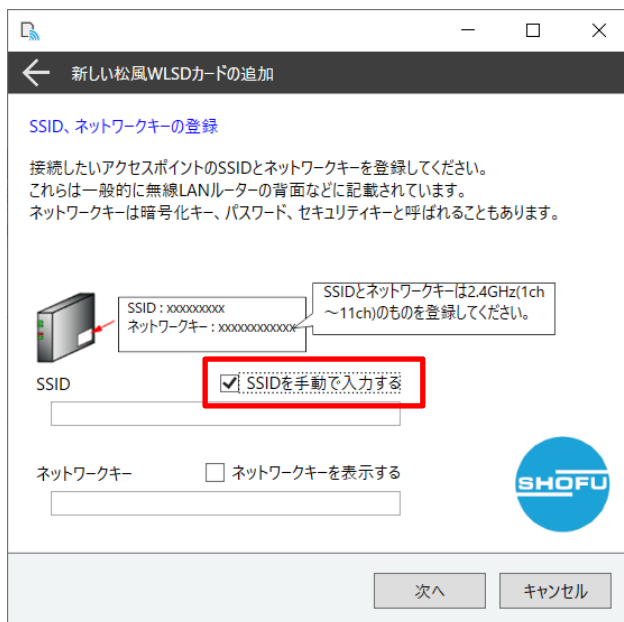 新しい松風WLSDカードの追加
SSID、ネットワークキーの登録
接続したいアクセスポイントのSSIDとネットワークキーを登録してください。
これらは一般的に無線LANルーターの背面などに記載されています。
ネットワークキーは暗号化キー、パスワード、セキュリティキーと呼ばれることもあります。
SSID : xxxxxxxxx
ネットワークキー : xxxxxxxxxxxx
SSIDとネットワークキーは2.4GHz(1ch
～11ch)のものを登録してください。
SSID
SSIDを手動で入力する
ネットワークキー
ネットワークキーを表示する
SHOFU
次へ
キャンセル